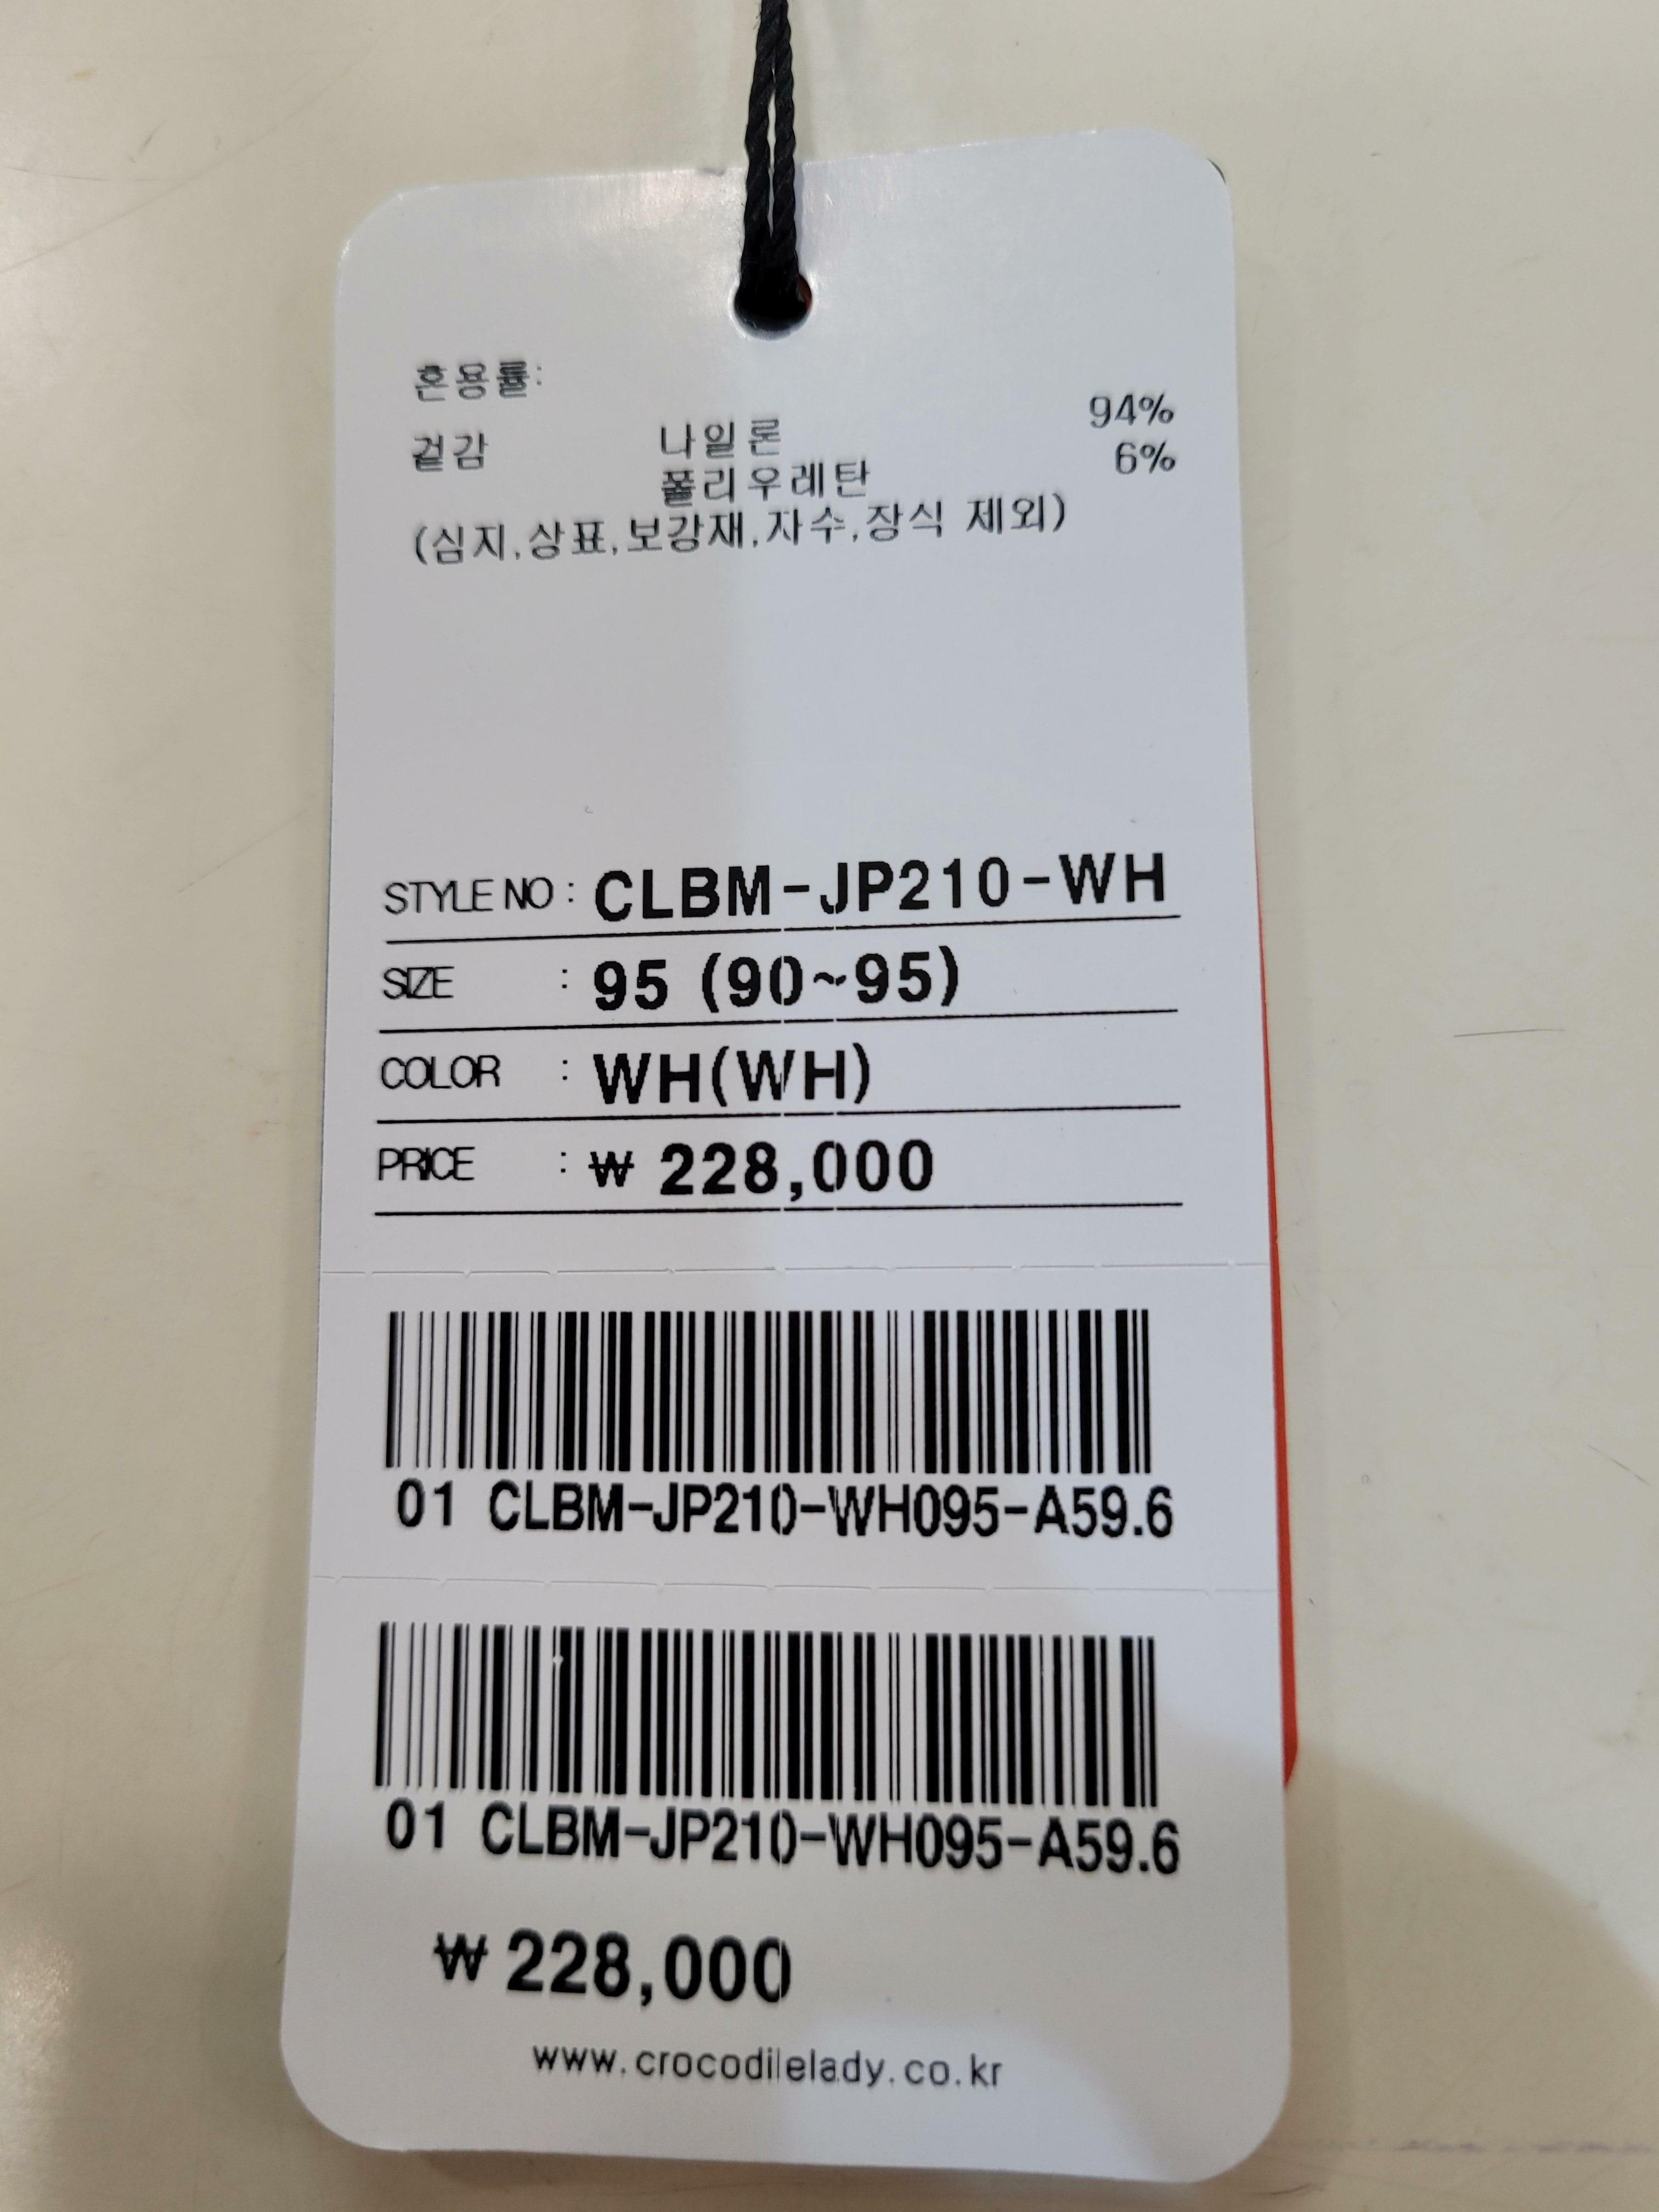 혼용률:
겉감 나일론 94%
폴리우레탄 6%
(심지,상표,보강재,자수,장식 제외)
STYLE NO : CLBM-JP210-WH
SIZE : 95 (90~95)
COLOR : WH(WH)
PRICE : ₩ 228,000
01 CLBM-JP210-WH095-A59.6
01 CLBM-JP210-WH095-A59.6
₩ 228,000
www.crocodilelady.co.kr